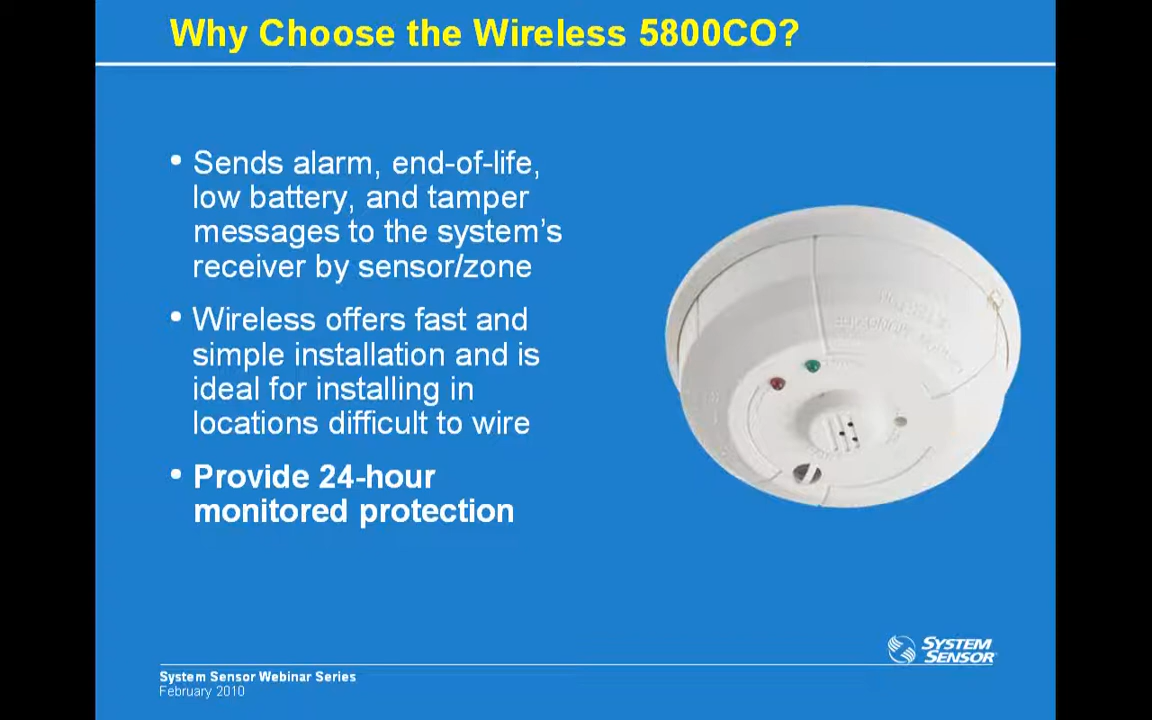 Why Choose the Wireless 5800CO?
• Sends alarm, end-of-life,
low battery, and tamper
messages to the system's
receiver by sensor/zone
• Wireless offers fast and
simple installation and is
ideal for installing in
locations difficult to wire
• Provide 24-hour
monitored protection
SYSTEM
SENSOR
System Sensor Webinar Series
February 2010